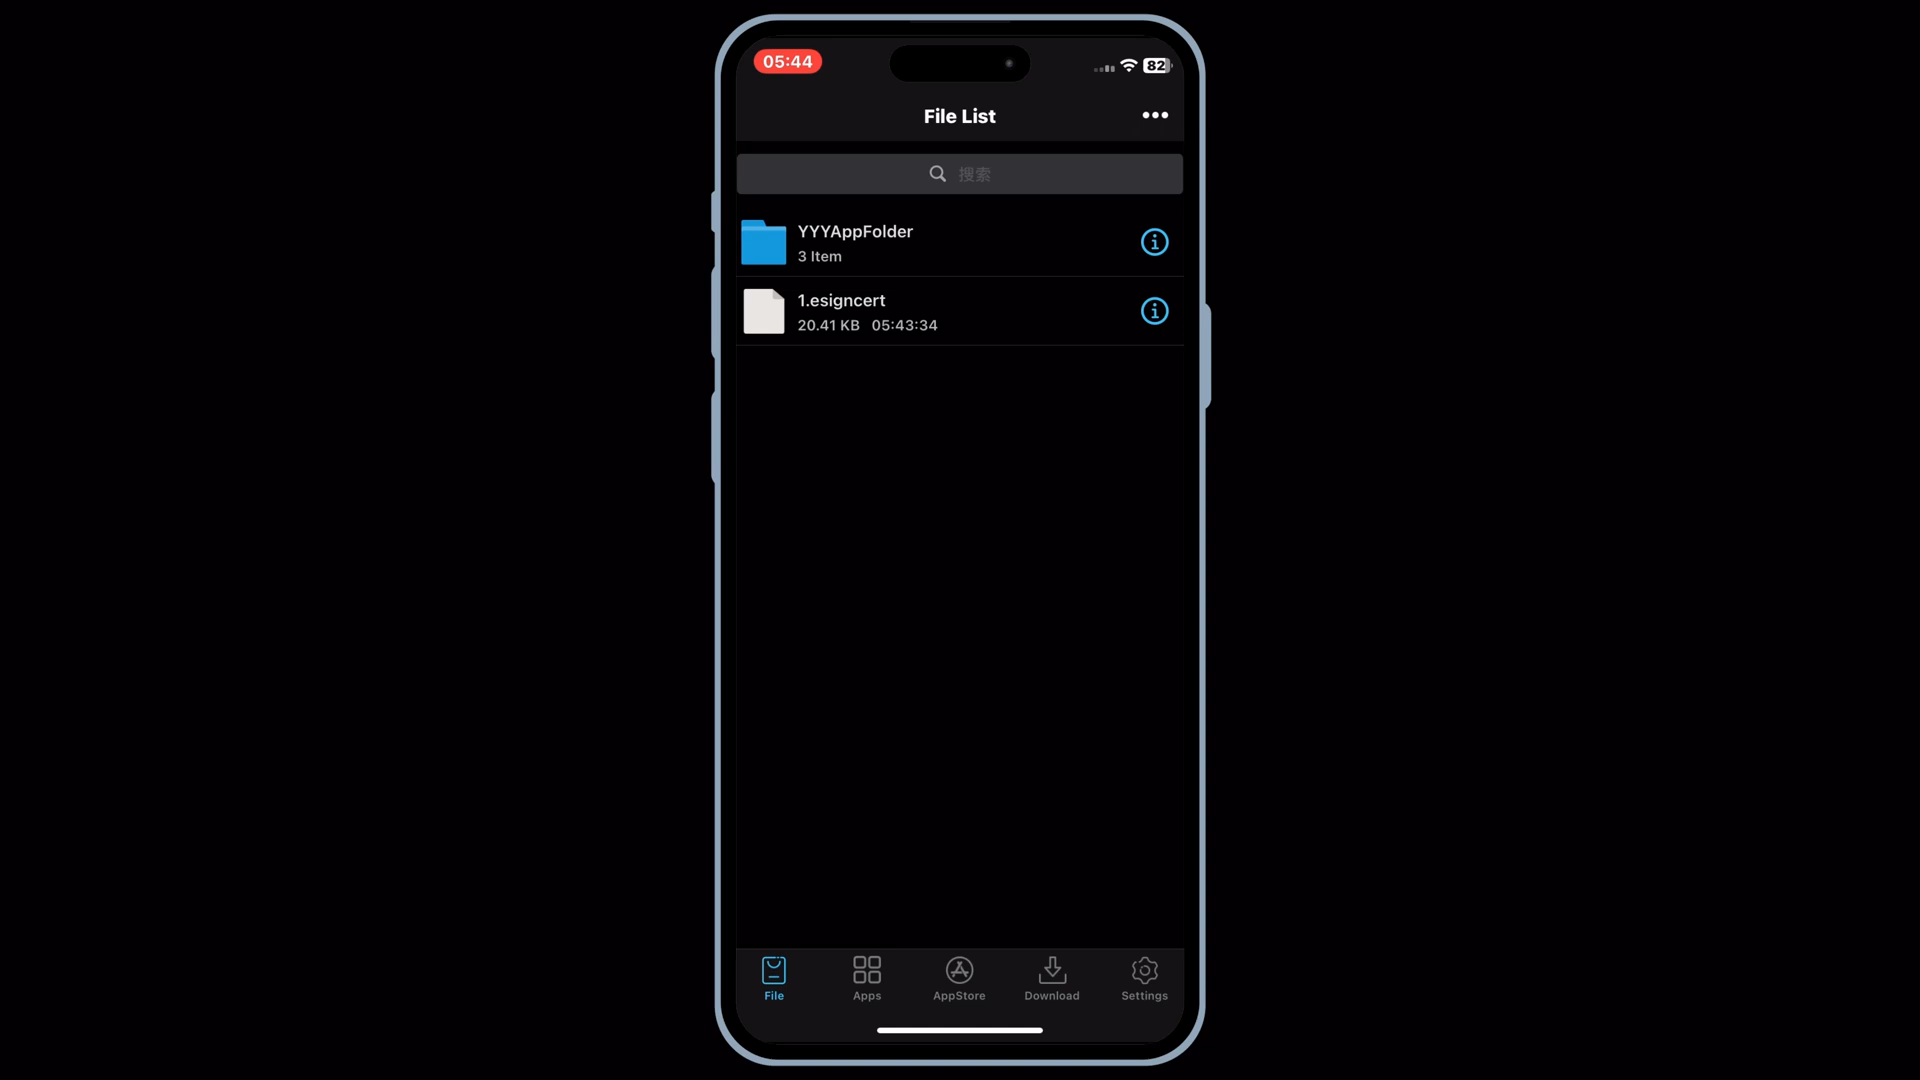 05:44
82
File List
搜索
YYYAppFolder
3 Item
1.esigncert
20.41 KB 05:43:34
File
Apps
AppStore
Download
Settings